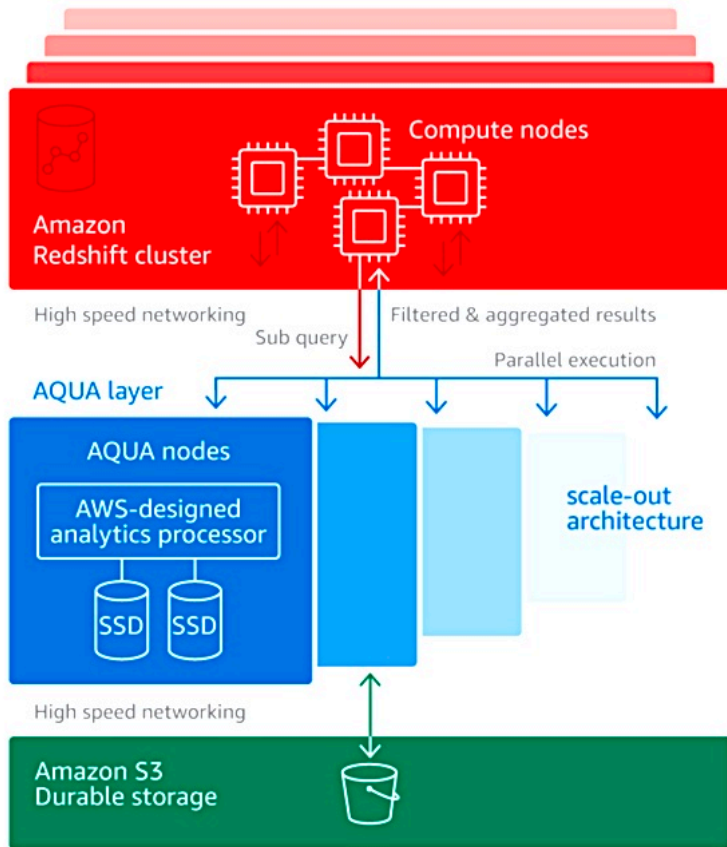 Compute nodes
Amazon
Redshift cluster
High speed networking
Filtered & aggregated results
Sub query
Parallel execution
AQUA layer
AQUA nodes
AWS-designed
analytics processor
SSD
SSD
scale-out
architecture
High speed networking
Amazon S3
Durable storage